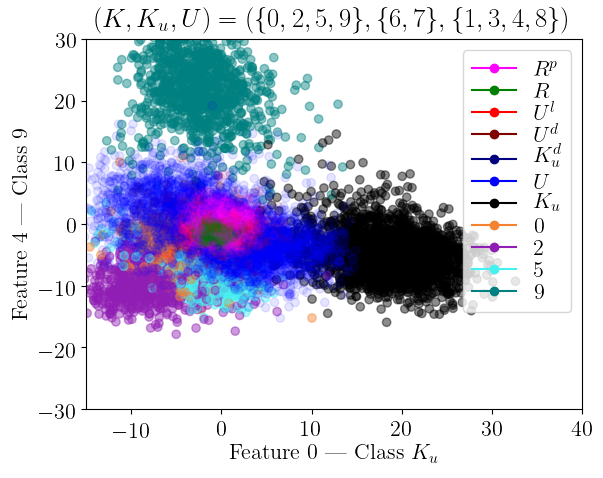 (K, K_u, U) = ({0, 2, 5, 9}, {6, 7}, {1, 3, 4, 8})
Feature 4 — Class 9
30
20
10
0
−10
−20
−30
R^p
R
U^l
U^d
K_u^d
U
K_u
0
2
5
9
−10
0
10
20
30
40
Feature 0 — Class K_u